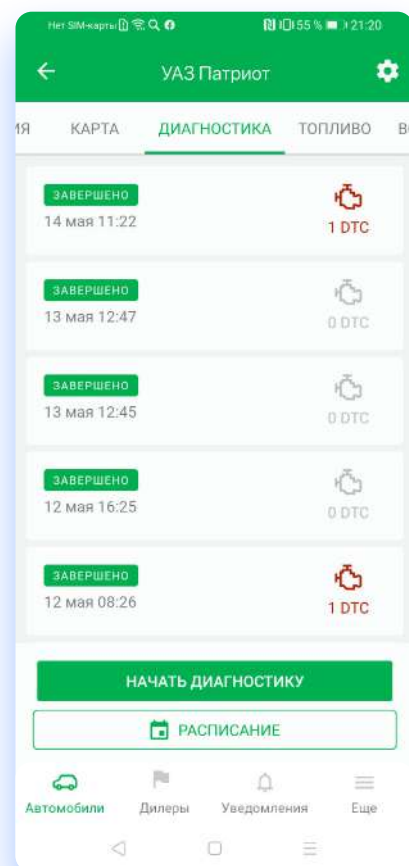 Нет SIM-карты 55 % 21:20
УАЗ Патриот
ИЯ КАРТА ДИАГНОСТИКА ТОПЛИВО В
ЗАВЕРШЕНО
14 мая 11:22
1 DTC
ЗАВЕРШЕНО
13 мая 12:47
0 DTC
ЗАВЕРШЕНО
13 мая 12:45
0 DTC
ЗАВЕРШЕНО
12 мая 16:25
0 DTC
ЗАВЕРШЕНО
12 мая 08:26
1 DTC
НАЧАТЬ ДИАГНОСТИКУ
РАСПИСАНИЕ
Автомобили Дилеры Уведомления Еще